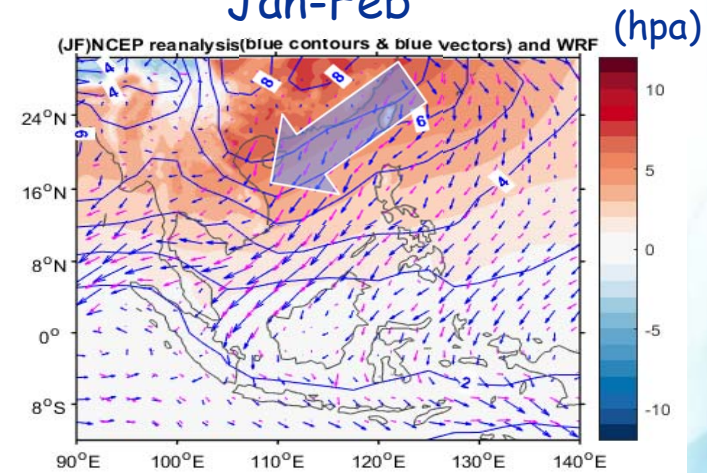 Jan-Feb
(hpa)
(JF)NCEP reanalysis(blue contours & blue vectors) and WRF
4
4
8
8
6
6
4
2
24°N
16°N
8°N
0°
8°S
90°E 100°E 110°E 120°E 130°E 140°E
10
5
0
-5
-10